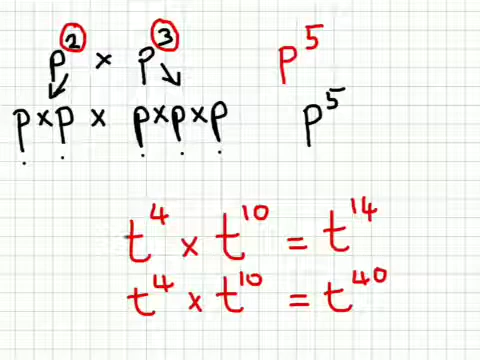 p² × p³ p⁵
p×p × p×p×p p⁵
t⁴ × t¹⁰ = t¹⁴
t⁴ × t¹⁰ = t⁴⁰